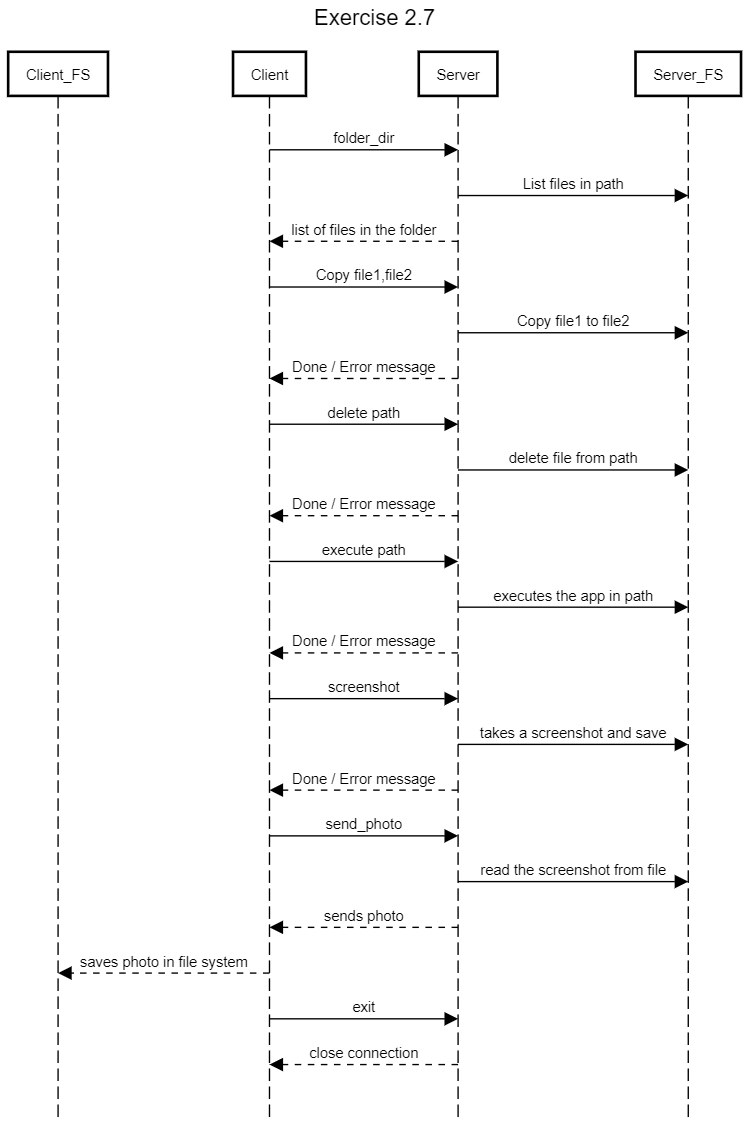 Exercise 2.7
Client_FS
Client
Server
Server_FS
folder_dir
List files in path
list of files in the folder
Copy file1,file2
Copy file1 to file2
Done / Error message
delete path
delete file from path
Done / Error message
execute path
executes the app in path
Done / Error message
screenshot
takes a screenshot and save
Done / Error message
send_photo
read the screenshot from file
sends photo
saves photo in file system
exit
close connection